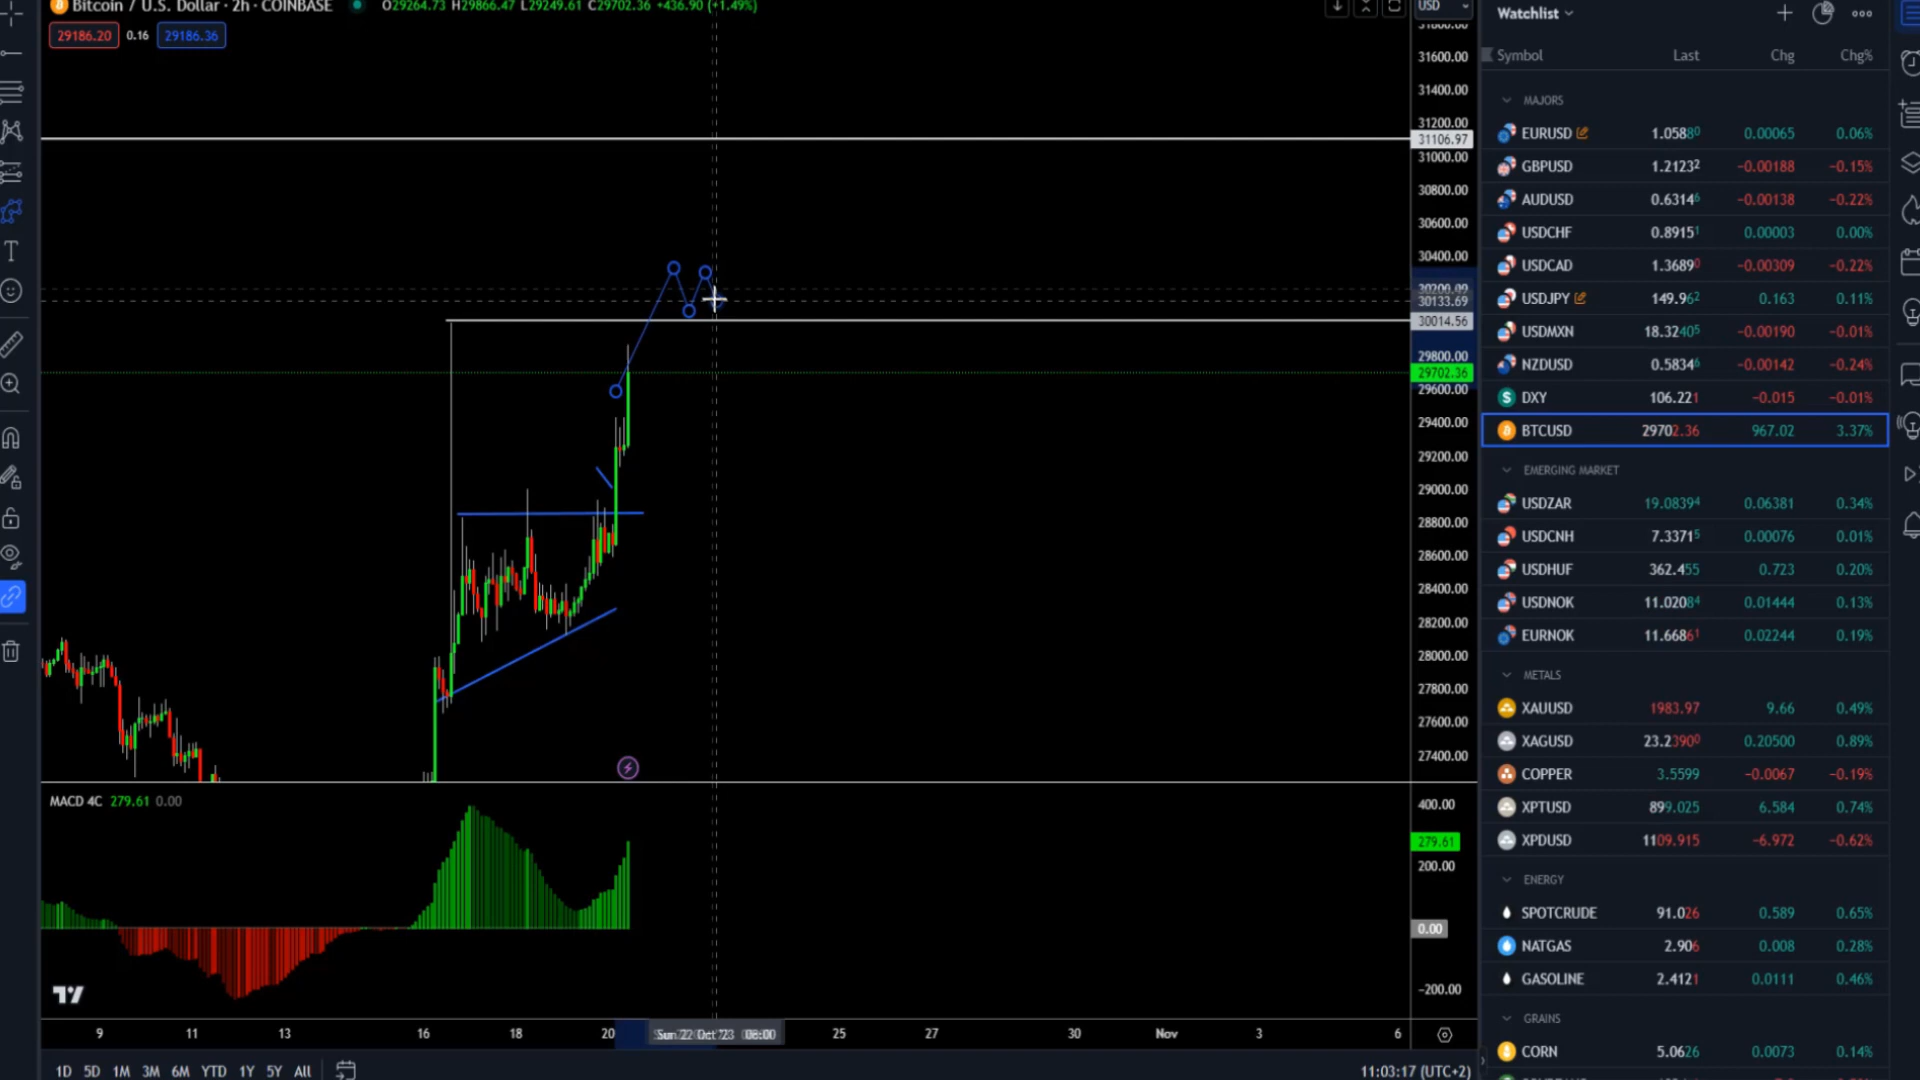 Bitcoin / U.S. Dollar · 2h · COINBASE O29264.73 H29866.47 L29249.61 C29702.36 +436.90 (+1.49%)
29186.20 0.16 29186.36
USD
31600.00
31400.00
31200.00
31106.97
31000.00
30800.00
30600.00
30400.00
30133.69
30014.56
29800.00
29702.36
29600.00
29400.00
29200.00
29000.00
28800.00
28600.00
28400.00
28200.00
28000.00
27800.00
27600.00
27400.00
MACD 4C 279.61 0.00
400.00
279.61
200.00
0.00
−200.00
9 11 13 16 18 20 Sun 22 Oct '23 25 27 30 Nov 3 6
1D 5D 1M 3M 6M YTD 1Y 5Y All
11:03:17 (UTC+2)
Watchlist
Symbol Last Chg Chg%
MAJORS
EURUSD 1.05880 0.00065 0.06%
GBPUSD 1.21232 −0.00188 −0.15%
AUDUSD 0.63146 −0.00138 −0.22%
USDCHF 0.89151 0.00003 0.00%
USDCAD 1.36890 −0.00309 −0.22%
USDJPY 149.962 0.163 0.11%
USDMXN 18.32405 −0.00190 −0.01%
NZDUSD 0.58346 −0.00142 −0.24%
DXY 106.221 −0.015 −0.01%
BTCUSD 29702.36 967.02 3.37%
EMERGING MARKET
USDZAR 19.08394 0.06381 0.34%
USDCNH 7.33715 0.00076 0.01%
USDHUF 362.455 0.723 0.20%
USDNOK 11.02084 0.01444 0.13%
EURNOK 11.66861 0.02244 0.19%
METALS
XAUUSD 1983.97 9.66 0.49%
XAGUSD 23.23900 0.20500 0.89%
COPPER 3.5599 −0.0067 −0.19%
XPTUSD 899.025 6.584 0.74%
XPDUSD 1109.915 −6.972 −0.62%
ENERGY
SPOTCRUDE 91.026 0.589 0.65%
NATGAS 2.906 0.008 0.28%
GASOLINE 2.4121 0.0111 0.46%
GRAINS
CORN 5.0626 0.0073 0.14%